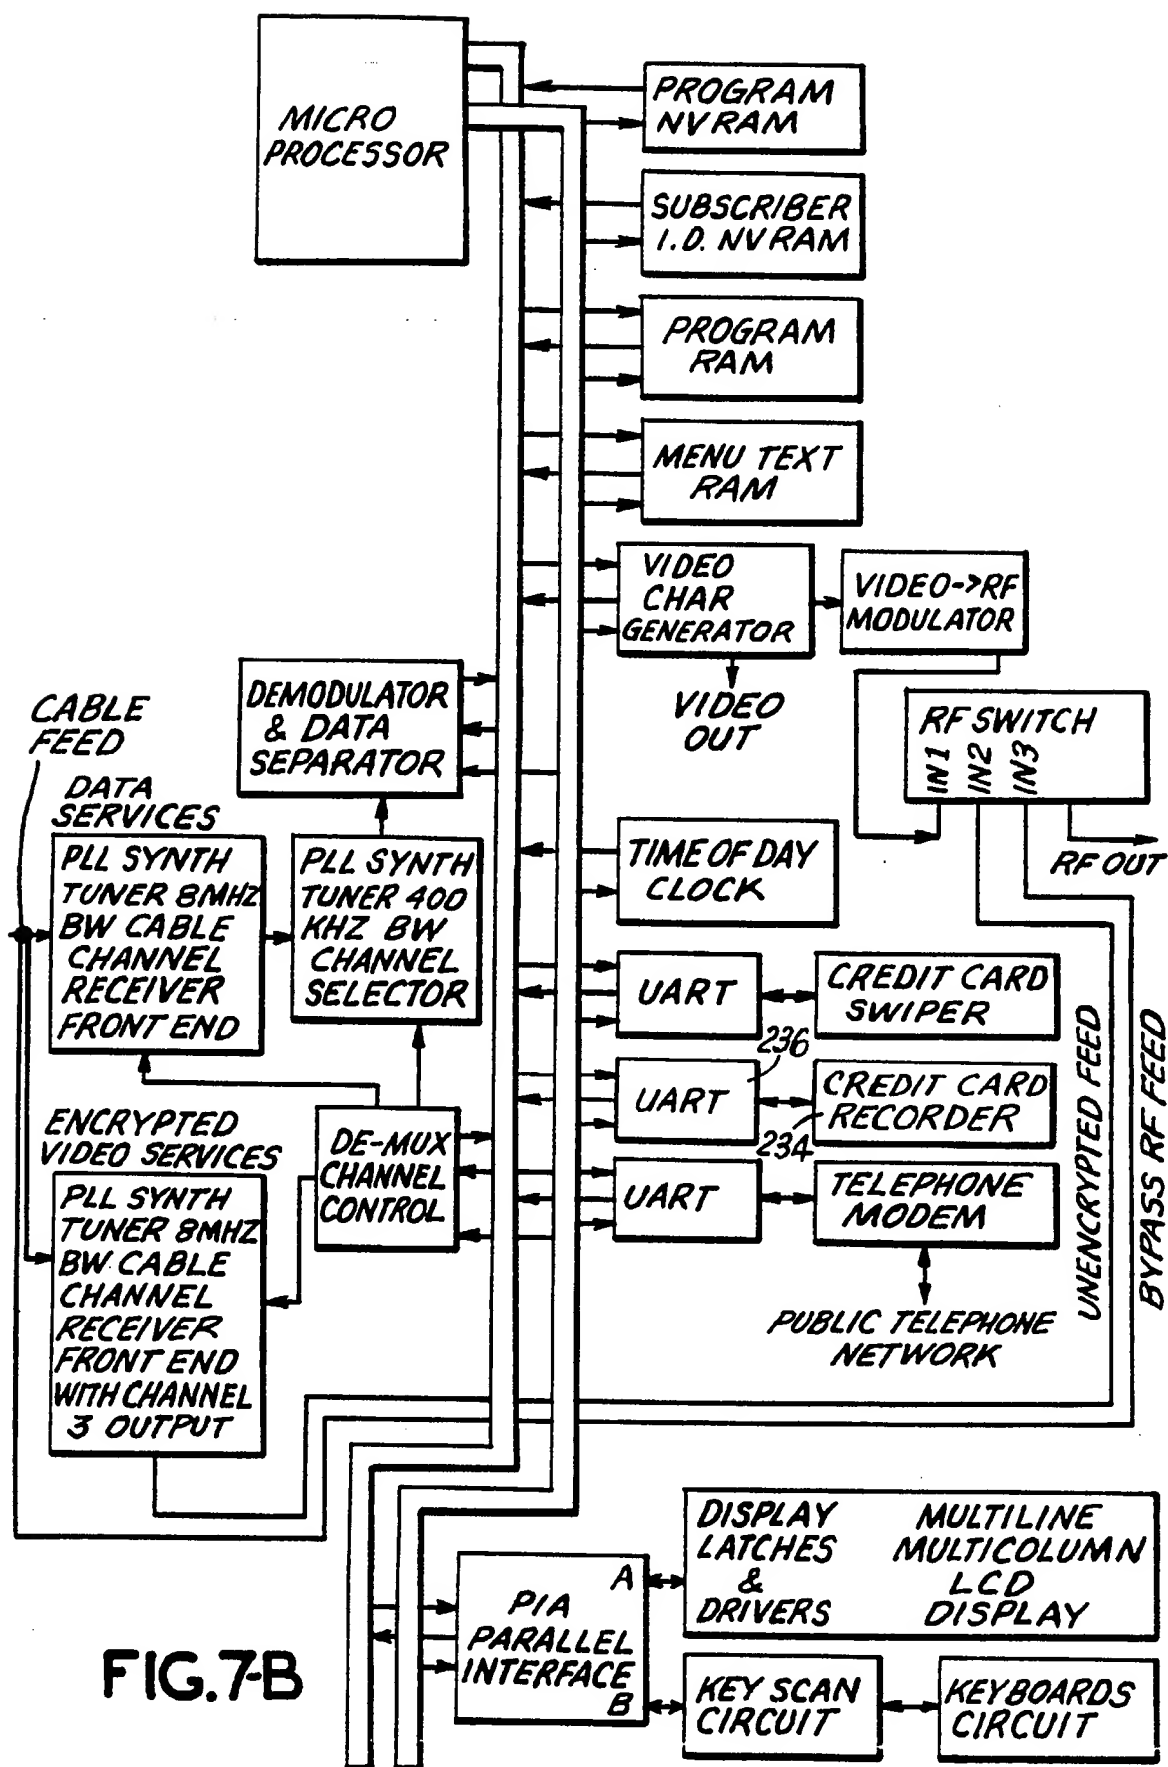 MICRO
PROCESSOR
PROGRAM
NVRAM
SUBSCRIBER
I.D. NVRAM
PROGRAM
RAM
MENU TEXT
RAM
VIDEO
CHAR
GENERATOR
VIDEO->RF
MODULATOR
VIDEO
OUT
RF SWITCH
IN1
IN2
IN3
RF OUT
DEMODULATOR
& DATA
SEPARATOR
CABLE
FEED
DATA
SERVICES
PLL SYNTH
TUNER 8MHZ
BW CABLE
CHANNEL
RECEIVER
FRONT END
PLL SYNTH
TUNER 400
KHZ BW
CHANNEL
SELECTOR
TIME OF DAY
CLOCK
UART
CREDIT CARD
SWIPER
236
UART
CREDIT CARD
RECORDER
234
UART
TELEPHONE
MODEM
PUBLIC TELEPHONE
NETWORK
UNENCRYPTED FEED
BYPASS RF FEED
ENCRYPTED
VIDEO SERVICES
PLL SYNTH
TUNER 8MHZ
BW CABLE
CHANNEL
RECEIVER
FRONT END
WITH CHANNEL
3 OUTPUT
DE-MUX
CHANNEL
CONTROL
A
PIA
PARALLEL
INTERFACE
B
DISPLAY
LATCHES
&
DRIVERS
MULTILINE
MULTICOLUMN
LCD
DISPLAY
KEY SCAN
CIRCUIT
KEYBOARDS
CIRCUIT
FIG.7-B